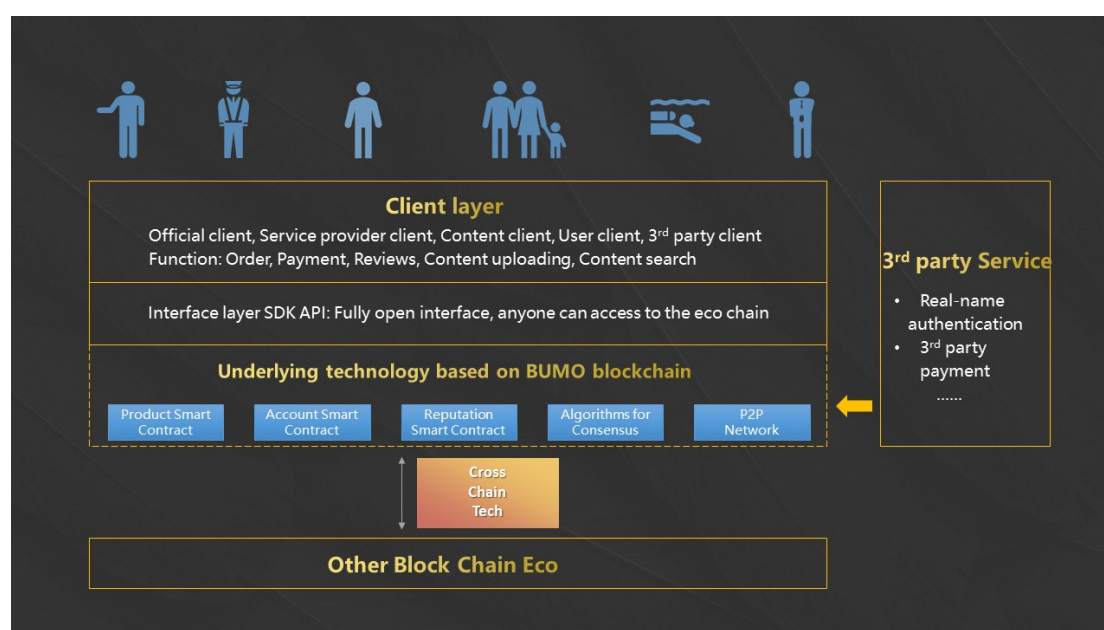 Client layer
Official client, Service provider client, Content client, User client, 3rd party client
Function: Order, Payment, Reviews, Content uploading, Content search
Interface layer SDK API: Fully open interface, anyone can access to the eco chain
Underlying technology based on BUMO blockchain
Product Smart
Contract
Account Smart
Contract
Reputation
Smart Contract
Algorithms for
Consensus
P2P
Network
3rd party Service
• Real-name
authentication
• 3rd party
payment
......
Cross
Chain
Tech
Other Block Chain Eco